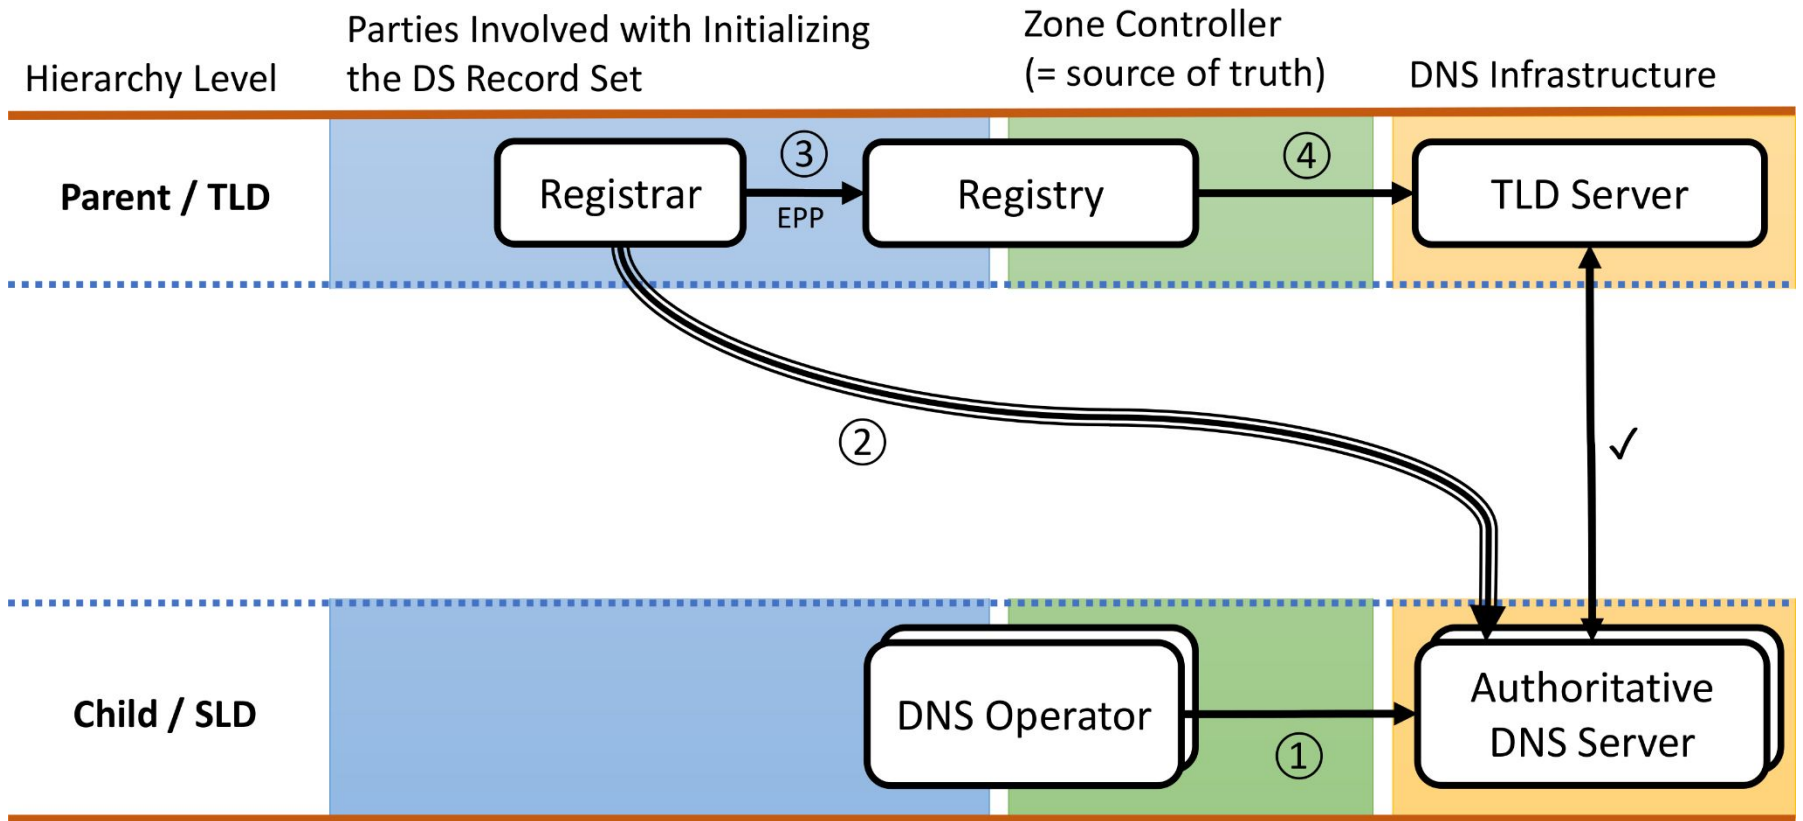 Hierarchy Level
Parties Involved with Initializing
the DS Record Set
Zone Controller
(= source of truth)
DNS Infrastructure
Parent / TLD
Registrar
③
EPP
Registry
④
TLD Server
②
✓
Child / SLD
DNS Operator
①
Authoritative
DNS Server